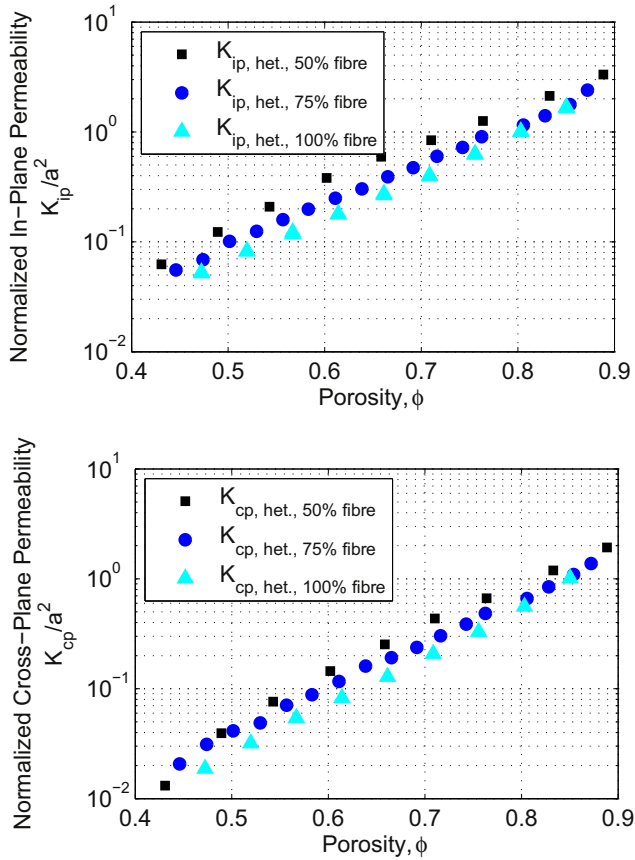 Normalized In-Plane Permeability
K_ip/a^2
10^1
10^0
10^-1
10^-2
K_ip, het., 50% fibre
K_ip, het., 75% fibre
K_ip, het., 100% fibre
0.4 0.5 0.6 0.7 0.8 0.9
Porosity, ϕ
Normalized Cross-Plane Permeability
K_cp/a^2
10^1
10^0
10^-1
10^-2
K_cp, het., 50% fibre
K_cp, het., 75% fibre
K_cp, het., 100% fibre
0.4 0.5 0.6 0.7 0.8 0.9
Porosity, ϕ